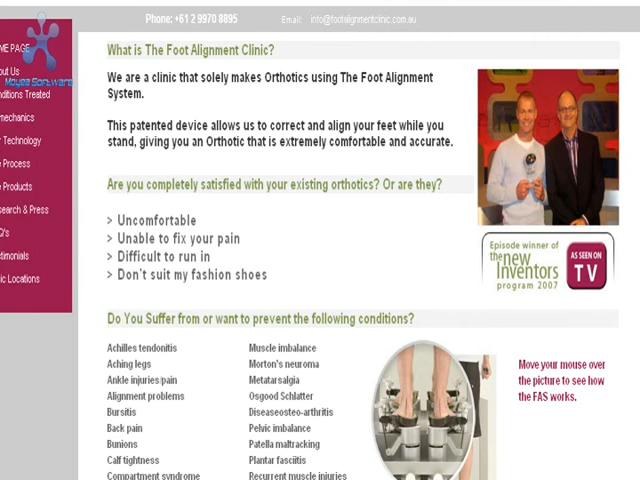 Phone: +61 2 9970 8895
Email: info@footalignmentclinic.com.au
ME PAGE
out Us
Moyea Software
nditions Treated
mechanics
r Technology
e Process
e Products
search & Press
Q's
stimonials
ic Locations
What is The Foot Alignment Clinic?
We are a clinic that solely makes Orthotics using The Foot Alignment
System.
This patented device allows us to correct and align your feet while you
stand, giving you an Orthotic that is extremely comfortable and accurate.
Are you completely satisfied with your existing orthotics? Or are they?
> Uncomfortable
> Unable to fix your pain
> Difficult to run in
> Don't suit my fashion shoes
Episode winner of
the new
Inventors
program 2007
AS SEEN ON
TV
Do You Suffer from or want to prevent the following conditions?
Achilles tendonitis
Aching legs
Ankle injuries/pain
Alignment problems
Bursitis
Back pain
Bunions
Calf tightness
Compartment syndrome
Muscle imbalance
Morton's neuroma
Metatarsalgia
Osgood Schlatter
Diseaseosteo-arthritis
Pelvic imbalance
Patella maltracking
Plantar fasciitis
Recurrent muscle injuries
Move your mouse over
the picture to see how
the FAS works.